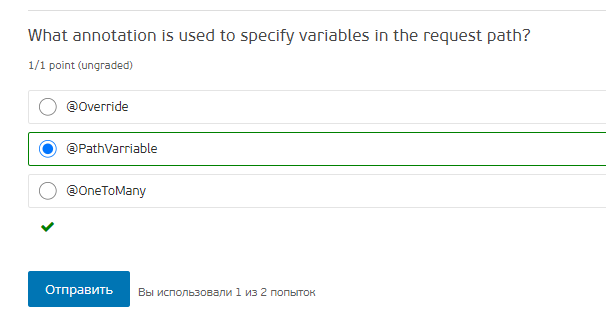 What annotation is used to specify variables in the request path?
1/1 point (ungraded)
@Override
@PathVarriable
@OneToMany
Отправить
Вы использовали 1 из 2 попыток